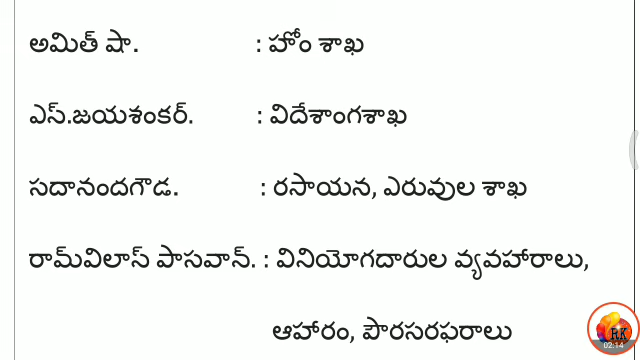 అమిత్ షా. : హోం శాఖ
ఎస్.జయశంకర్. : విదేశాంగశాఖ
సదానందగౌడ. : రసాయన, ఎరువుల శాఖ
రామ్‌విలాస్ పాసవాన్. : వినియోగదారుల వ్యవహారాలు,
ఆహారం, పౌరసరఫరాలు
RK
02:14